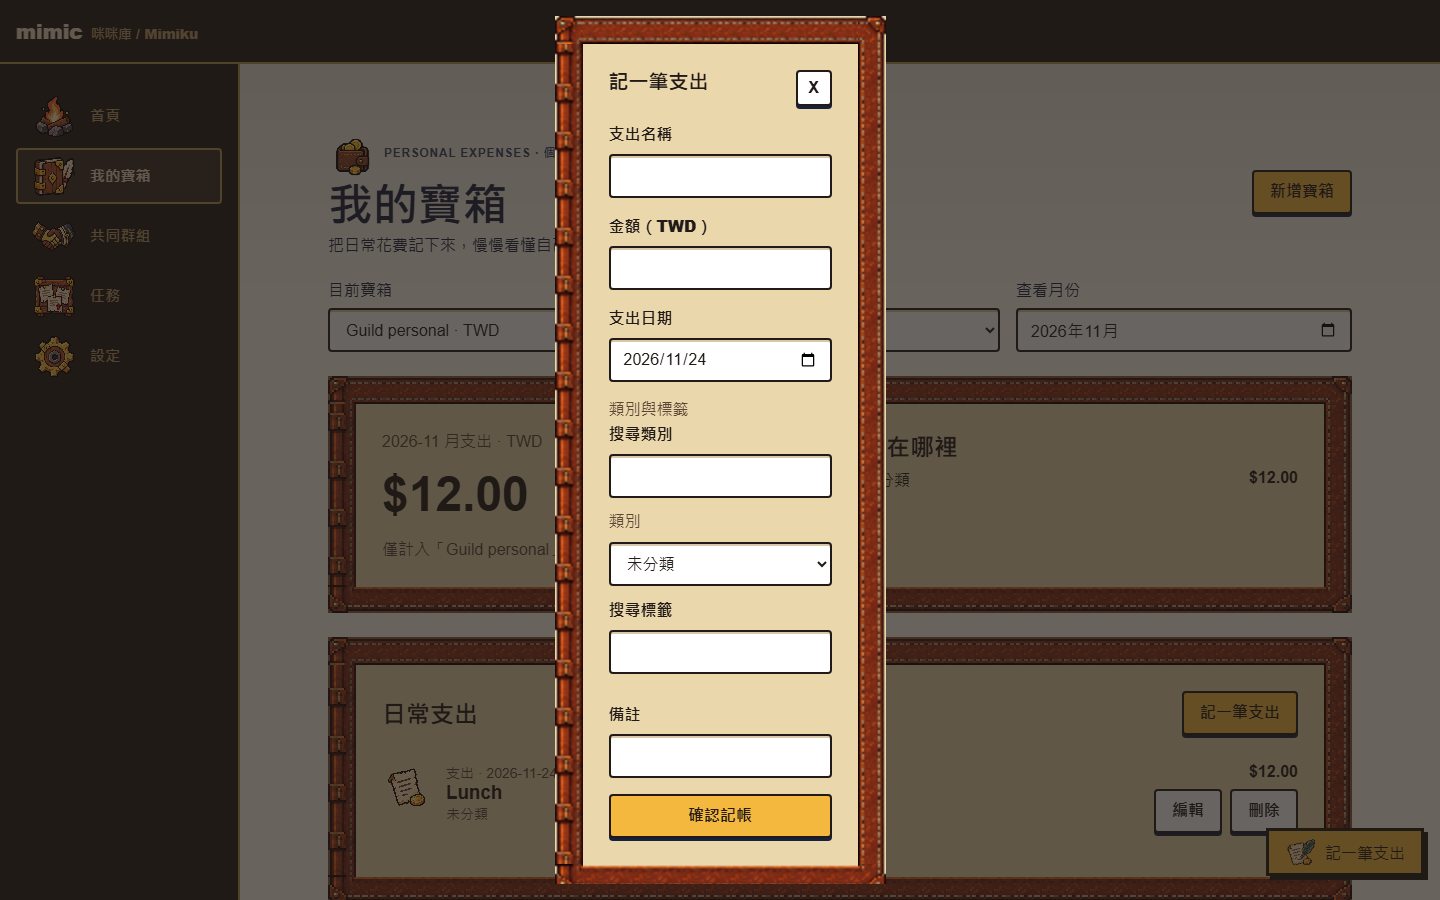 mimic 咪咪庫 / Mimiku
首頁
我的寶箱
共同群組
任務
設定
PERSONAL EXPENSES · 個
我的寶箱
把日常花費記下來，慢慢看懂自
新增寶箱
目前寶箱
Guild personal · TWD
查看月份
2026年11月
2026-11 月支出 · TWD
$12.00
僅計入「Guild personal
在哪裡
分類
$12.00
日常支出
記一筆支出
支出 · 2026-11-24
Lunch
未分類
$12.00
編輯
刪除
記一筆支出
記一筆支出
X
支出名稱
金額（TWD）
支出日期
2026/11/24
類別與標籤
搜尋類別
類別
未分類
搜尋標籤
備註
確認記帳